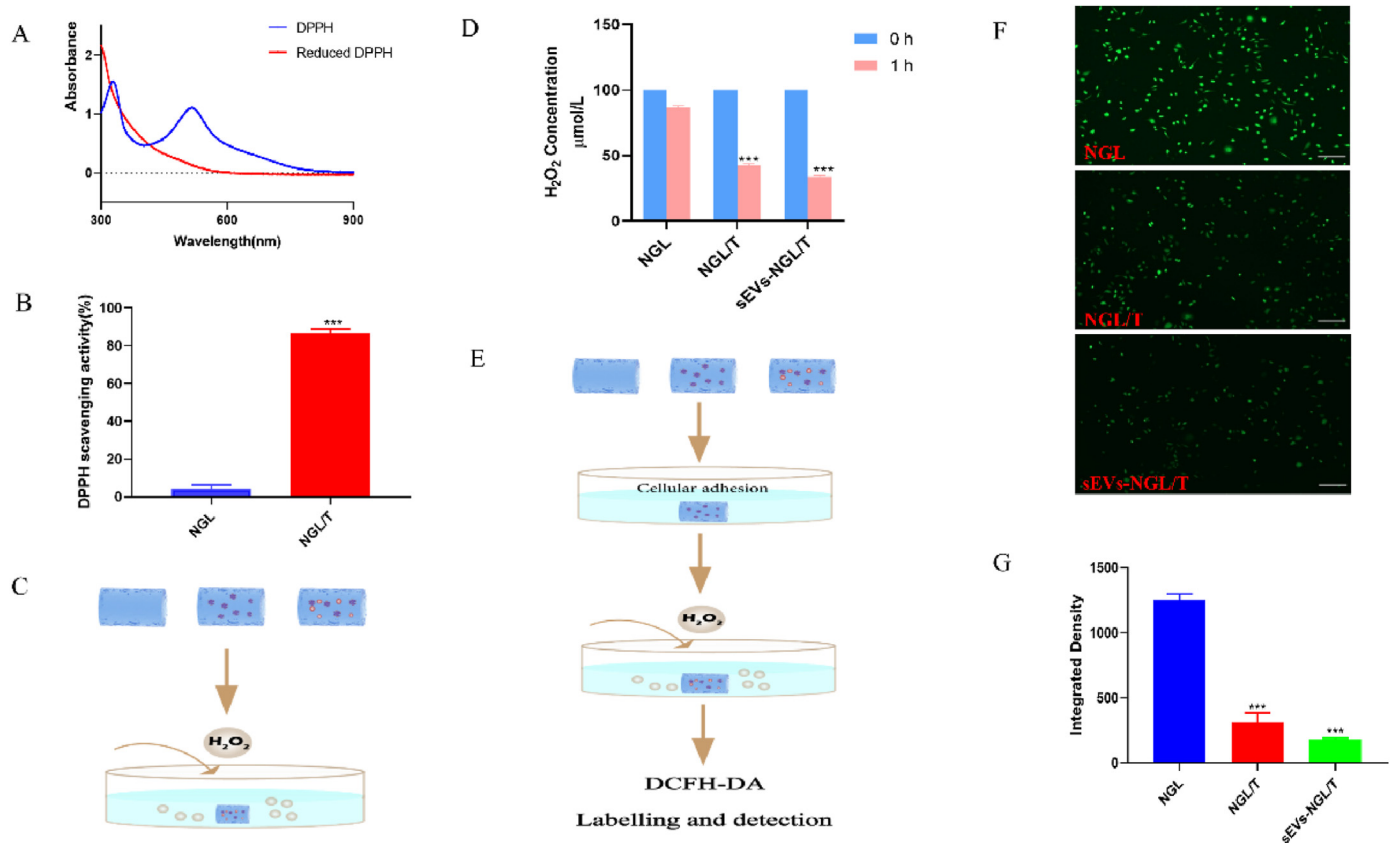 A
DPPH
Reduced DPPH
Absorbance
2
1
0
300
600
900
Wavelength(nm)
B
DPPH scavenging activity(%)
100
80
60
40
20
0
***
NGL
NGL/T
C
H₂O₂
D
0 h
1 h
H₂O₂ Concentration
μmol/L
150
100
50
0
***
***
NGL
NGL/T
sEVs-NGL/T
E
Cellular adhesion
H₂O₂
DCFH-DA
Labelling and detection
F
NGL
NGL/T
sEVs-NGL/T
G
Integrated Density
1500
1000
500
0
***
***
NGL
NGL/T
sEVs-NGL/T